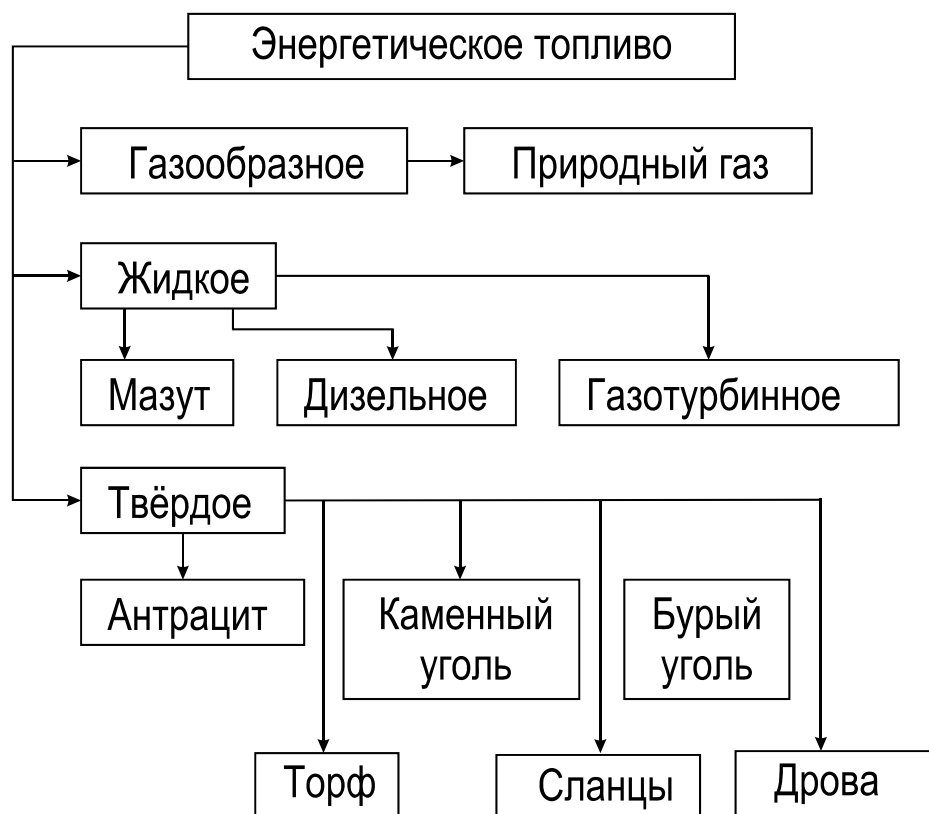 Энергетическое топливо
Газообразное
Природный газ
Жидкое
Мазут
Дизельное
Газотурбинное
Твёрдое
Антрацит
Каменный
уголь
Бурый
уголь
Торф
Сланцы
Дрова